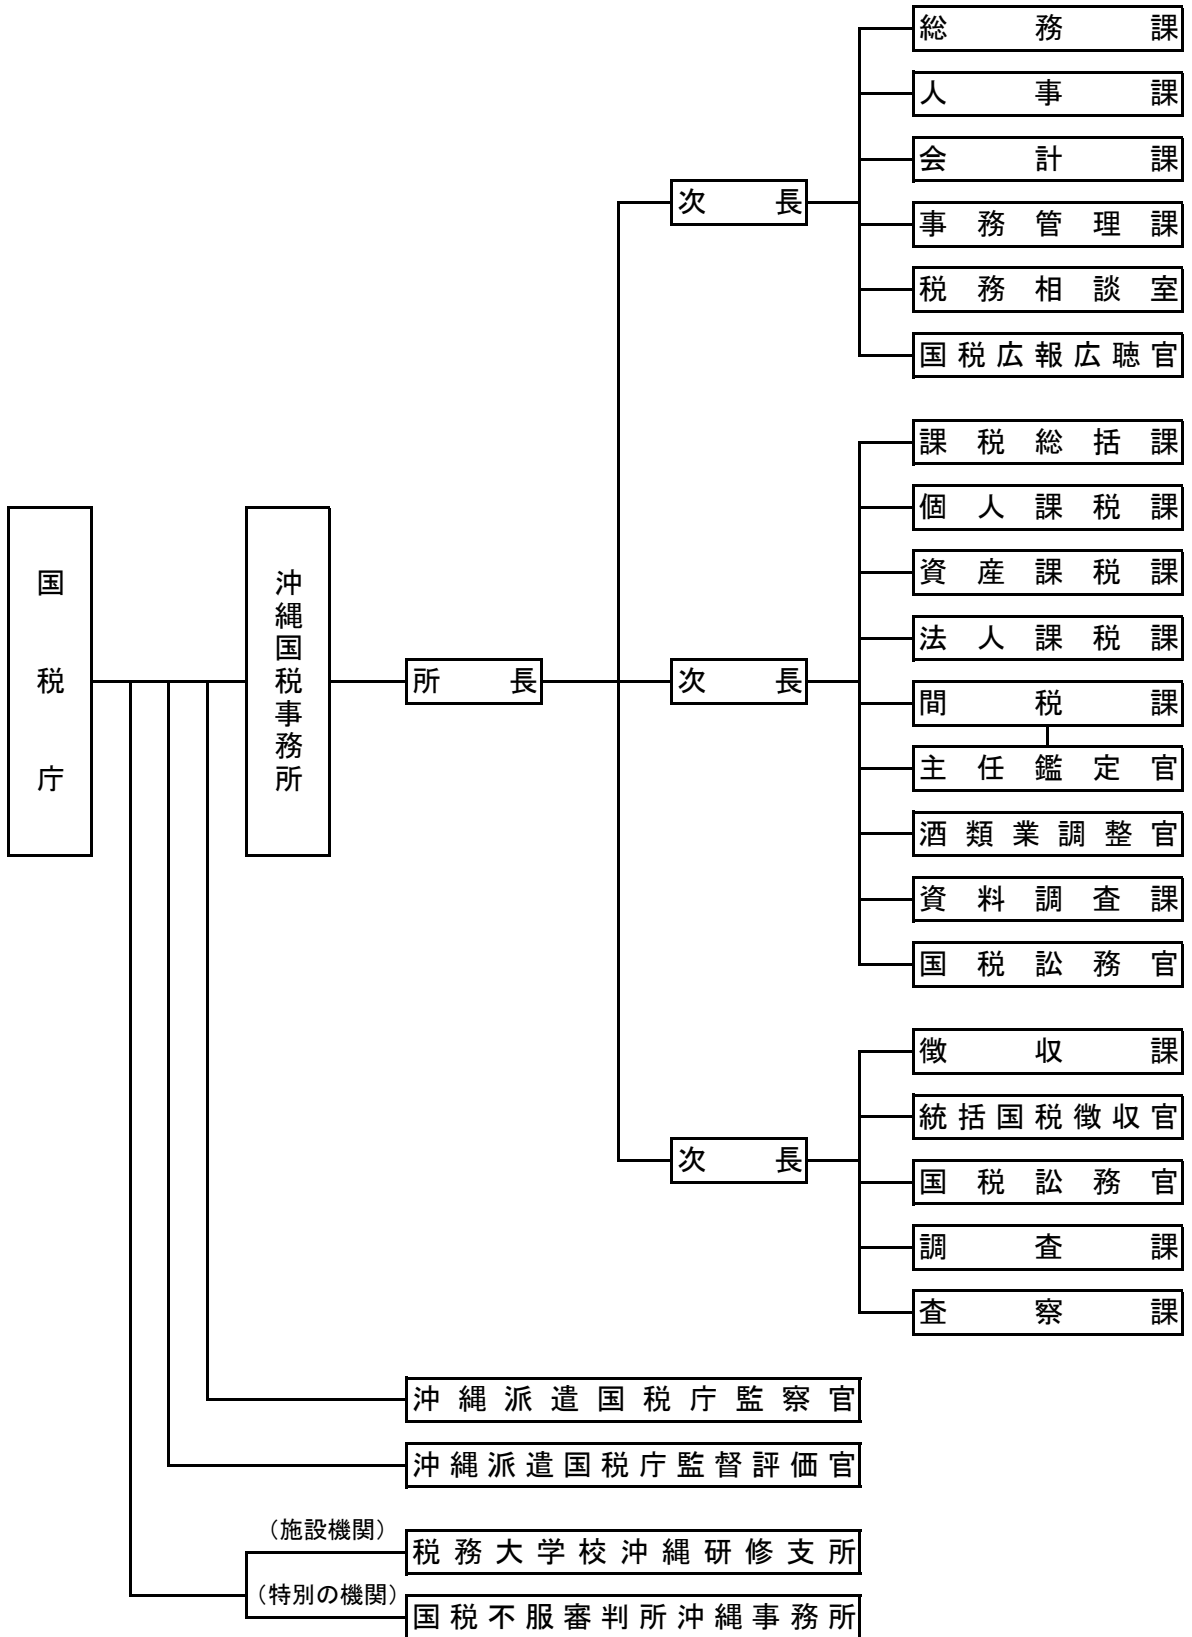 国税庁
沖縄国税事務所
所長
次長
総務課
人事課
会計課
事務管理課
税務相談室
国税広報広聴官
次長
課税総括課
個人課税課
資産課税課
法人課税課
間税課
主任鑑定官
酒類業調整官
資料調査課
国税訟務官
次長
徴収課
統括国税徴収官
国税訟務官
調査課
査察課
沖縄派遣国税庁監察官
沖縄派遣国税庁監督評価官
（施設機関）
税務大学校沖縄研修支所
（特別の機関）
国税不服審判所沖縄事務所